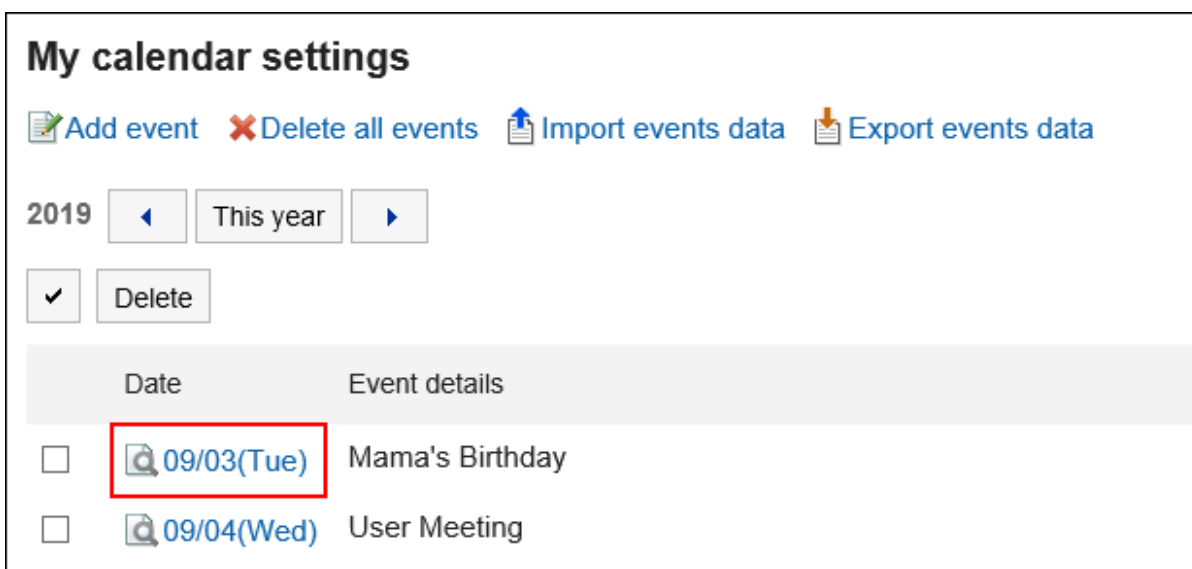 My calendar settings
Add event Delete all events Import events data Export events data
2019 This year
Delete
Date Event details
09/03(Tue) Mama's Birthday
09/04(Wed) User Meeting